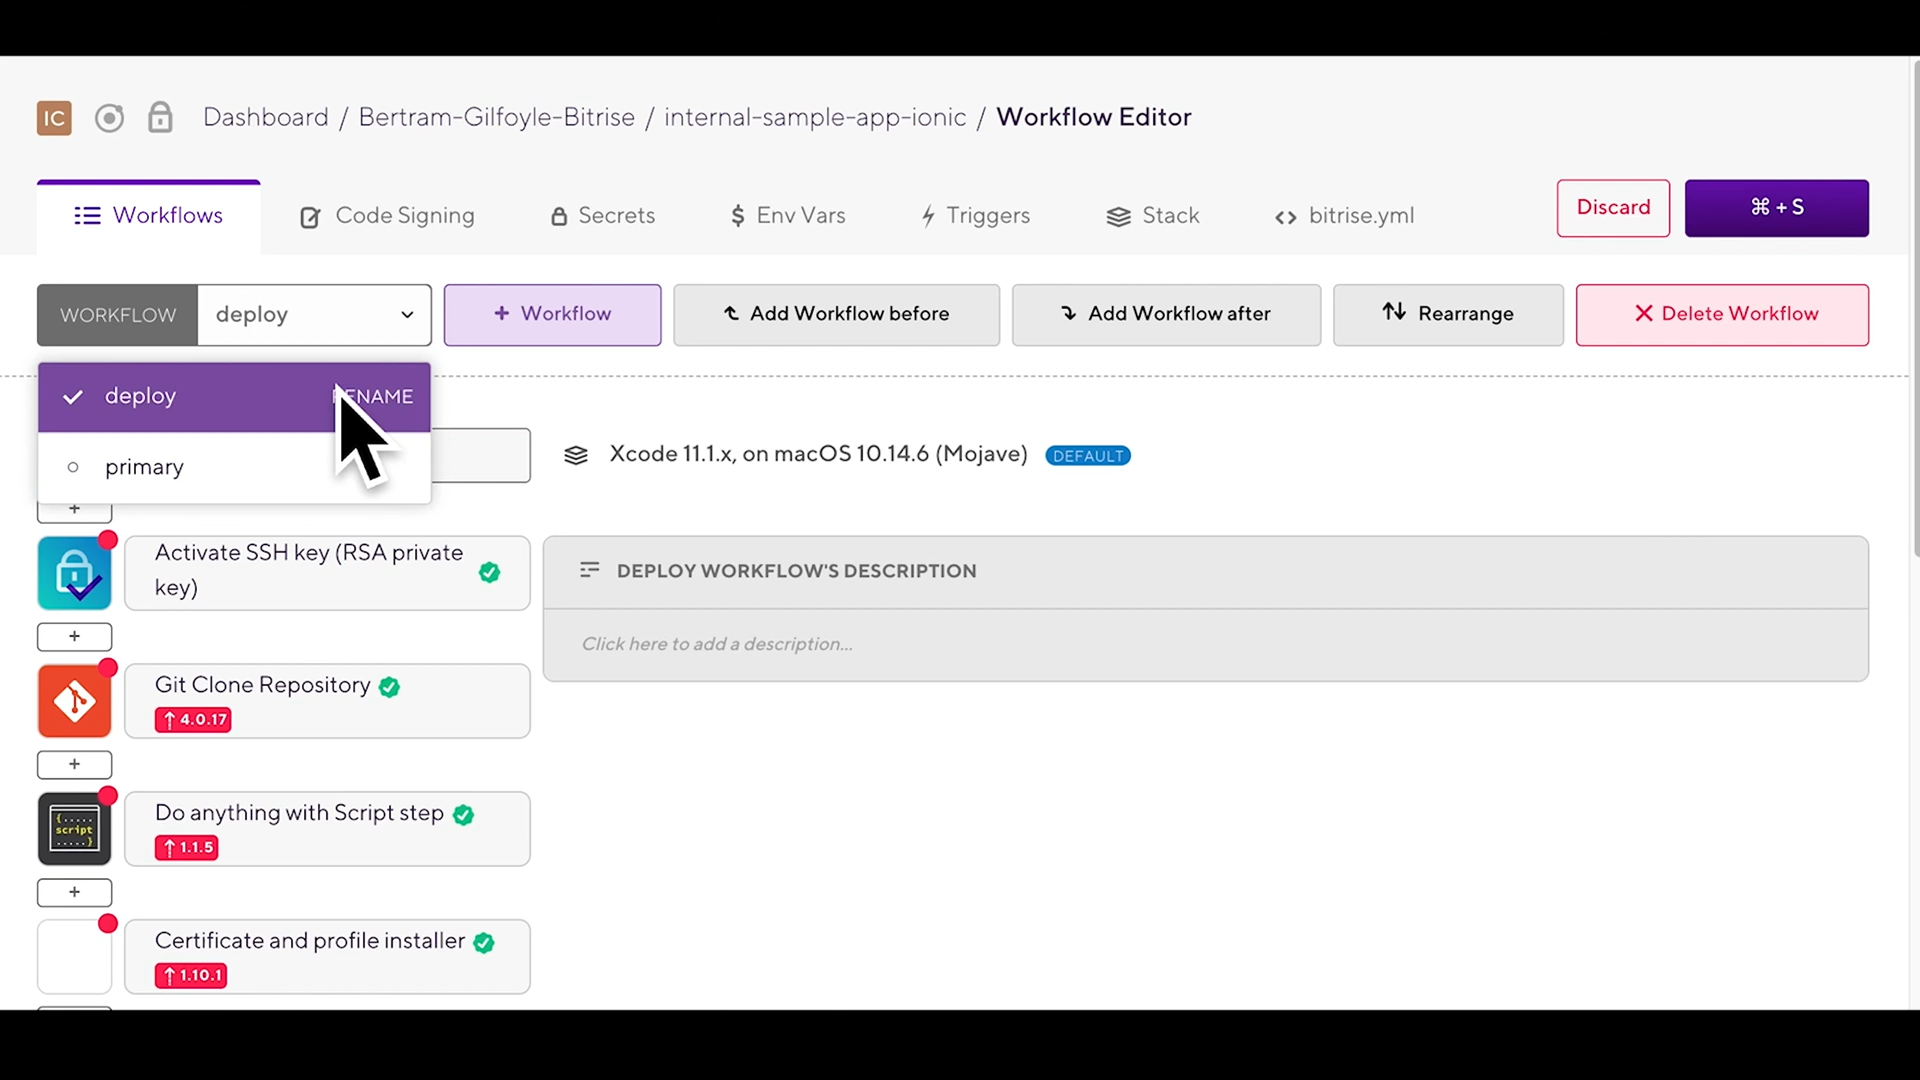 IC Dashboard / Bertram-Gilfoyle-Bitrise / internal-sample-app-ionic / Workflow Editor
Workflows Code Signing Secrets $ Env Vars Triggers Stack <> bitrise.yml Discard ⌘ + S
WORKFLOW deploy + Workflow Add Workflow before Add Workflow after Rearrange Delete Workflow
deploy
primary
Xcode 11.1.x, on macOS 10.14.6 (Mojave) DEFAULT
+
Activate SSH key (RSA private
key)
DEPLOY WORKFLOW'S DESCRIPTION
+
Click here to add a description...
Git Clone Repository
↑ 4.0.17
+
Do anything with Script step
{.....
script
.....}
↑ 1.1.5
+
Certificate and profile installer
↑ 1.10.1